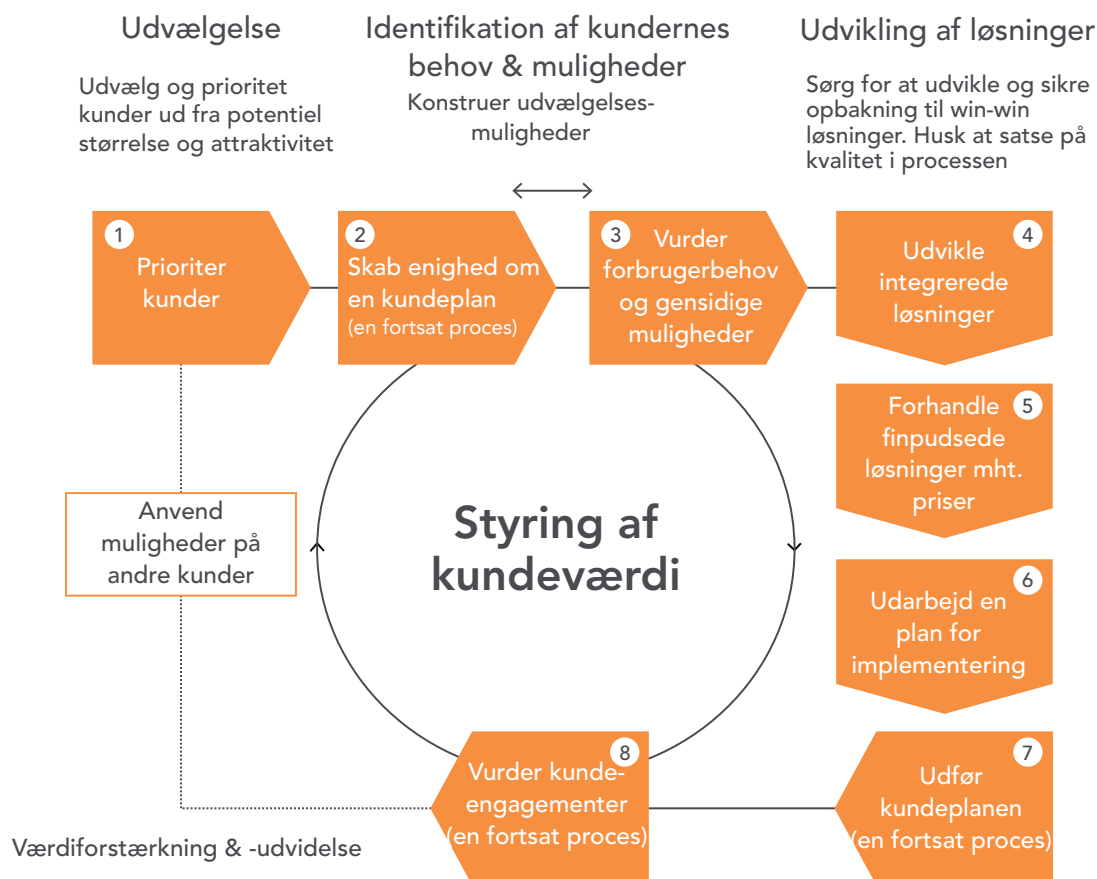 Udvælgelse
Udvælg og prioritet
kunder ud fra potentiel
størrelse og attraktivitet
Identifikation af kundernes
behov & muligheder
Konstruer udvælgelses-
muligheder
Udvikling af løsninger
Sørg for at udvikle og sikre
opbakning til win-win
løsninger. Husk at satse på
kvalitet i processen
1
Prioriter
kunder
2
Skab enighed om
en kundeplan
(en fortsat proces)
3
Vurder
forbrugerbehov
og gensidige
muligheder
4
Udvikle
integrerede
løsninger
5
Forhandle
finpudsede
løsninger mht.
priser
6
Udarbejd en
plan for
implementering
7
Udfør
kundeplanen
(en fortsat proces)
8
Vurder kunde-
engagementer
(en fortsat proces)
Anvend
muligheder på
andre kunder
Styring af
kundeværdi
Værdiforstærkning & -udvidelse